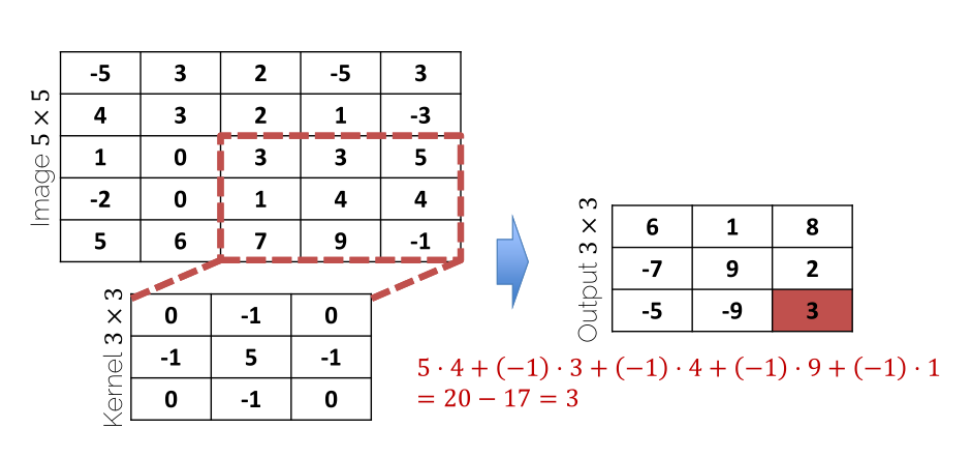 Image 5 × 5
-5 3 2 -5 3
4 3 2 1 -3
1 0 3 3 5
-2 0 1 4 4
5 6 7 9 -1
Kernel 3 × 3
0 -1 0
-1 5 -1
0 -1 0
Output 3 × 3
6 1 8
-7 9 2
-5 -9 3
5 · 4 + (−1) · 3 + (−1) · 4 + (−1) · 9 + (−1) · 1
= 20 − 17 = 3